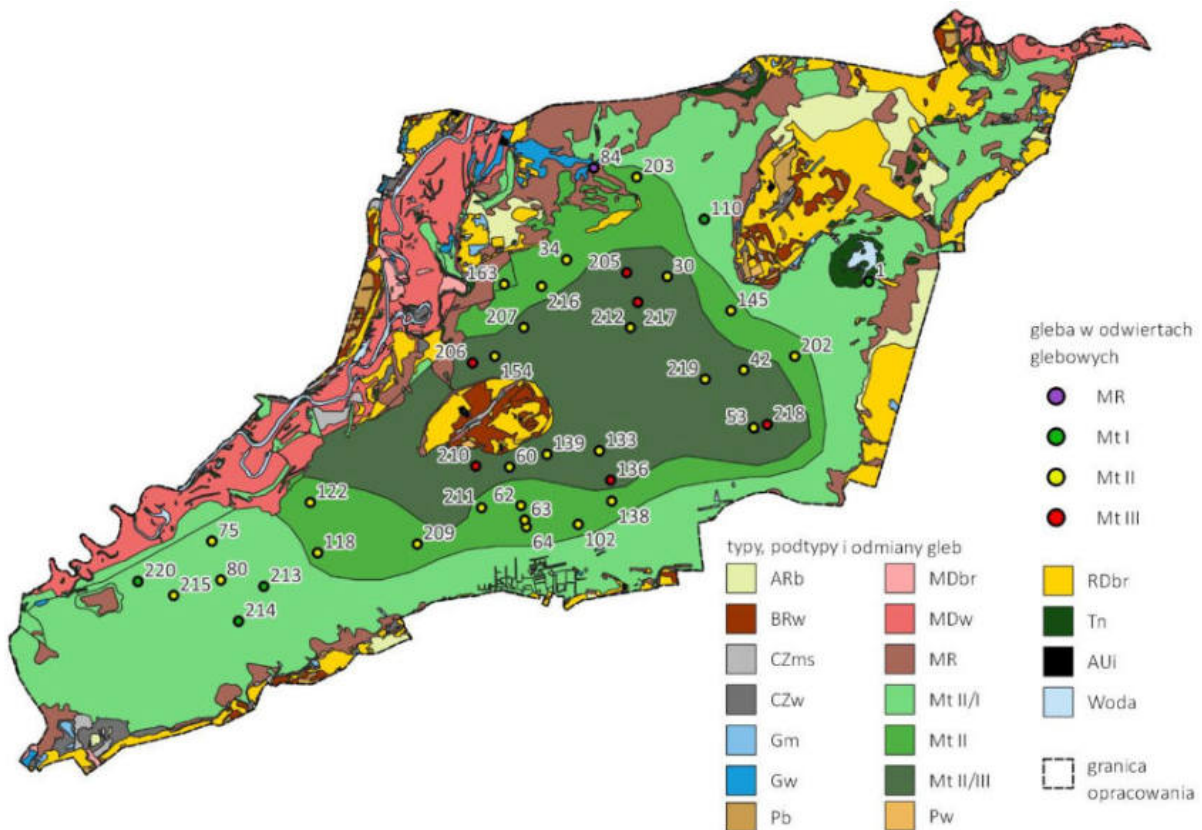 84
203
110
34
205
30
1
163
216
145
207
212
217
206
202
154
219
42
53
218
139
133
210
60
136
122
211
62
63
138
118
209
64
102
75
220
80
213
215
214
gleba w odwiertach
glebowych
MR
Mt I
Mt II
Mt III
typy, podtypy i odmiany gleb
ARb
BRw
CZms
CZw
Gm
Gw
Pb
MDbr
MDw
MR
Mt II/I
Mt II
Mt II/III
Pw
RDbr
Tn
AUi
Woda
granica
opracowania